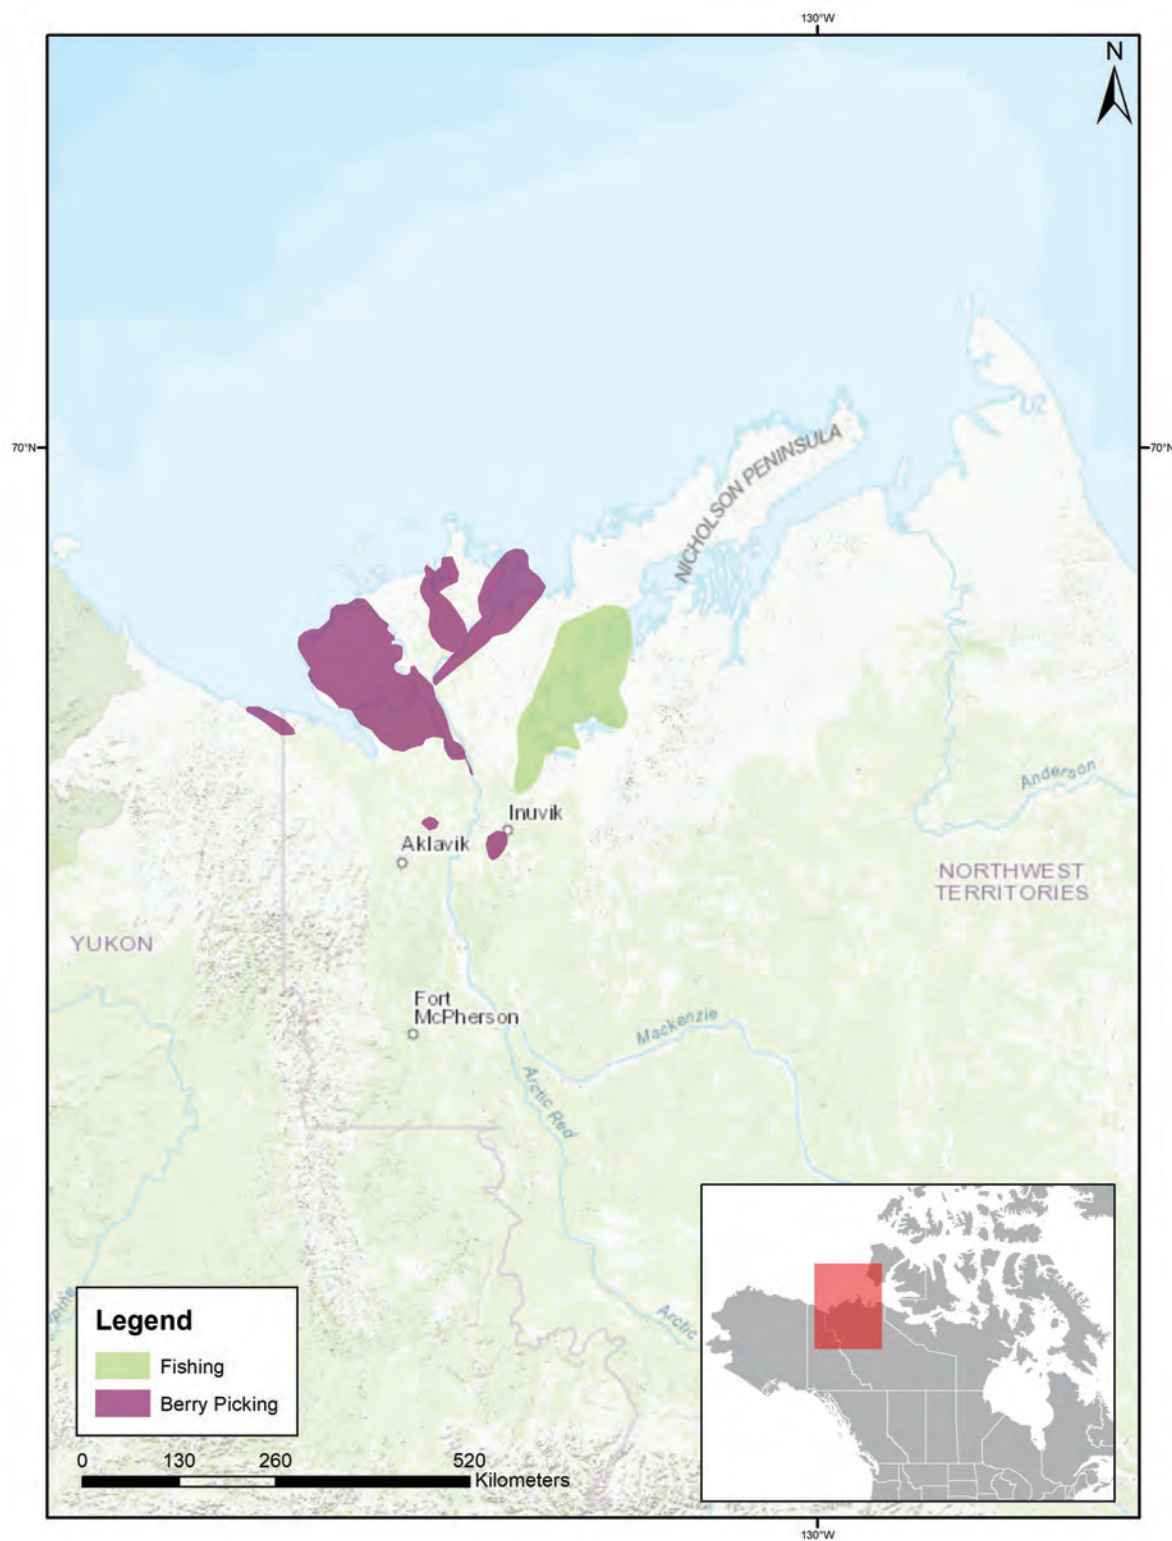 130°W
N
70°N
70°N
NICHOLSON PENINSULA
Anderson
Inuvik
Aklavik
NORTHWEST
TERRITORIES
YUKON
Fort
McPherson
Mackenzie
Arctic Red
Arctic
Legend
Fishing
Berry Picking
0 130 260 520
Kilometers
130°W